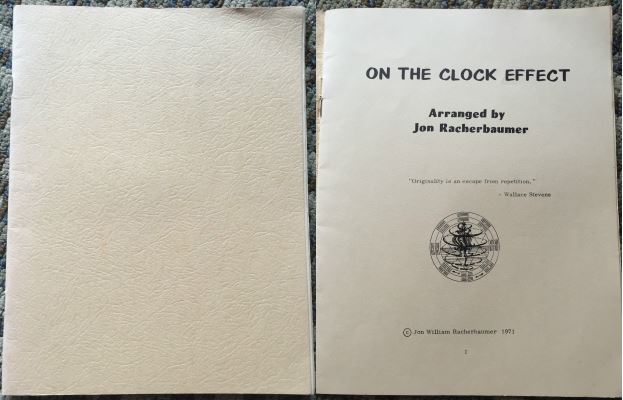 ON THE CLOCK EFFECT
Arranged by
Jon Racherbaumer
"Originality is an escape from repetition."
- Wallace Stevens
© Jon William Racherbaumer 1971
I